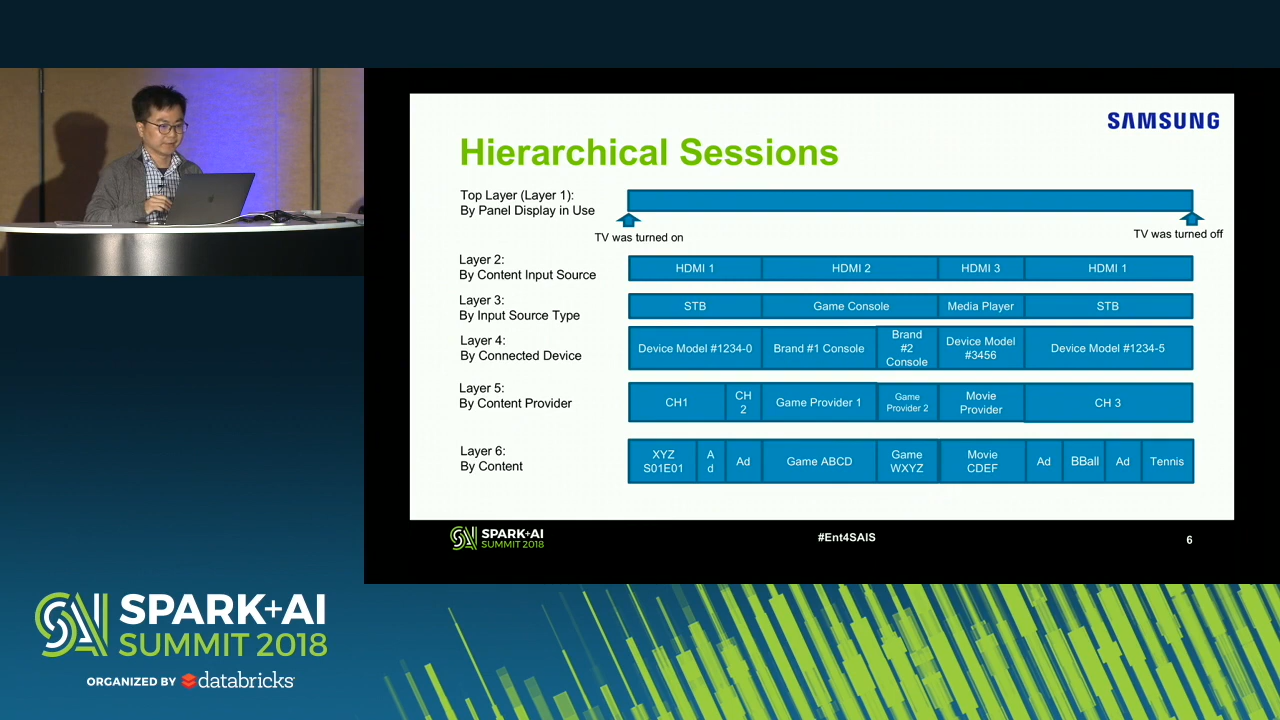 SAMSUNG
Hierarchical Sessions
Top Layer (Layer 1):
By Panel Display in Use
TV was turned on
TV was turned off
Layer 2:
By Content Input Source
HDMI 1
HDMI 2
HDMI 3
HDMI 1
Layer 3:
By Input Source Type
STB
Game Console
Media Player
STB
Layer 4:
By Connected Device
Device Model #1234-0
Brand #1 Console
Brand
#2
Console
Device Model
#3456
Device Model #1234-5
Layer 5:
By Content Provider
CH1
CH
2
Game Provider 1
Game
Provider 2
Movie
Provider
CH 3
Layer 6:
By Content
XYZ
S01E01
A
d
Ad
Game ABCD
Game
WXYZ
Movie
CDEF
Ad
BBall
Ad
Tennis
SPARK+AI
SUMMIT 2018
#Ent4SAIS
6
SPARK+AI
SUMMIT 2018
ORGANIZED BY databricks